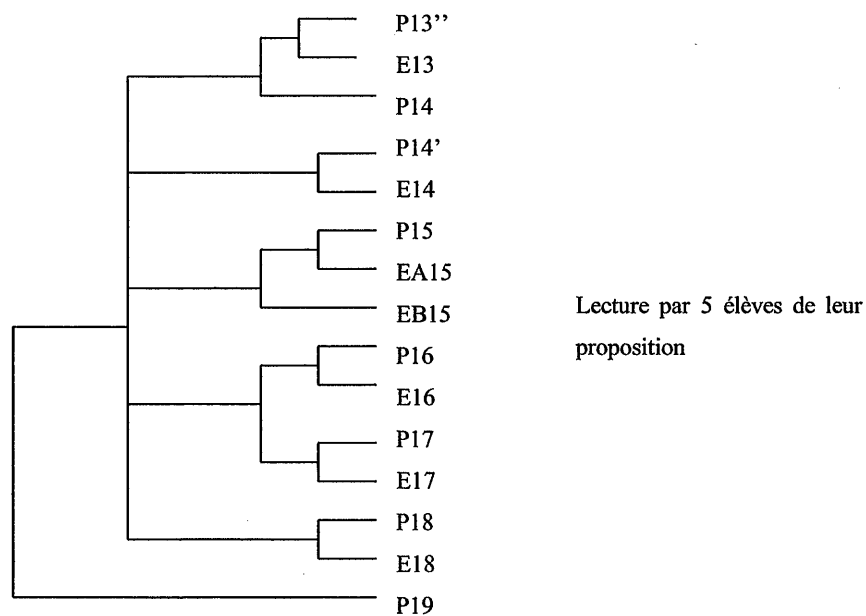 P13’’
E13
P14
P14’
E14
P15
EA15
EB15
Lecture par 5 élèves de leur
proposition
P16
E16
P17
E17
P18
E18
P19